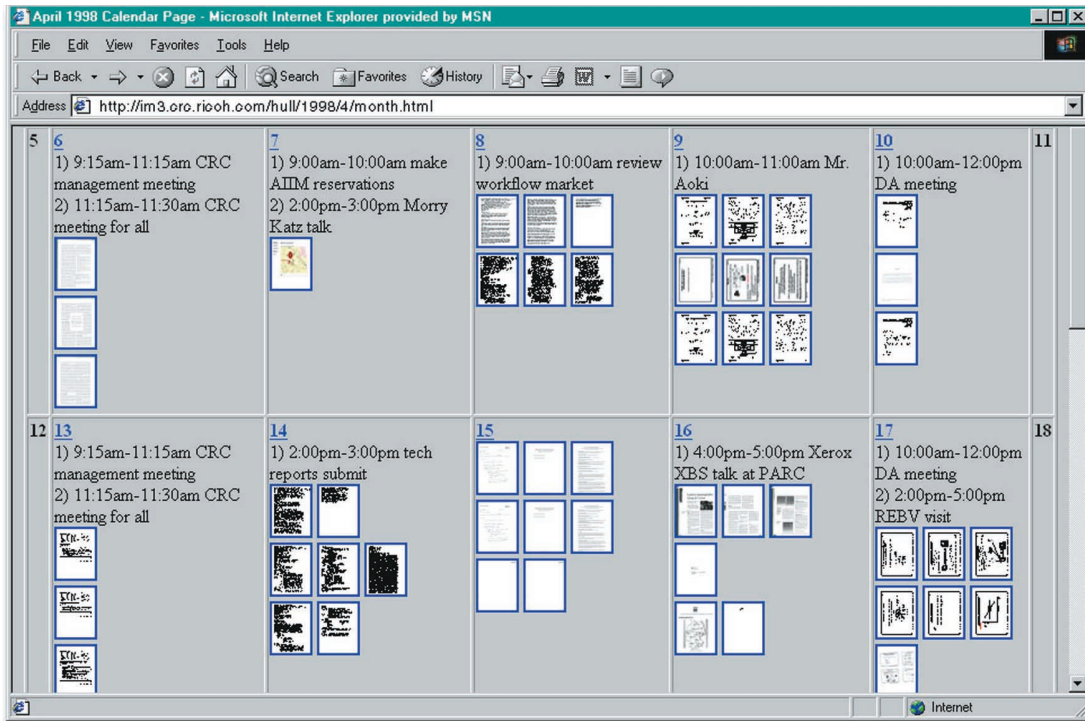 April 1998 Calendar Page - Microsoft Internet Explorer provided by MSN
File Edit View Favorites Tools Help
Back Search Favorites History
Address http://im3.crc.ricoh.com/hull/1998/4/month.html
5
6
1) 9:15am-11:15am CRC
management meeting
2) 11:15am-11:30am CRC
meeting for all
7
1) 9:00am-10:00am make
AIIM reservations
2) 2:00pm-3:00pm Morry
Katz talk
8
1) 9:00am-10:00am review
workflow market
9
1) 10:00am-11:00am Mr.
Aoki
10
1) 10:00am-12:00pm
DA meeting
11
12
13
1) 9:15am-11:15am CRC
management meeting
2) 11:15am-11:30am CRC
meeting for all
14
1) 2:00pm-3:00pm tech
reports submit
15
16
1) 4:00pm-5:00pm Xerox
XBS talk at PARC
17
1) 10:00am-12:00pm
DA meeting
2) 2:00pm-5:00pm
REBV visit
18
Internet